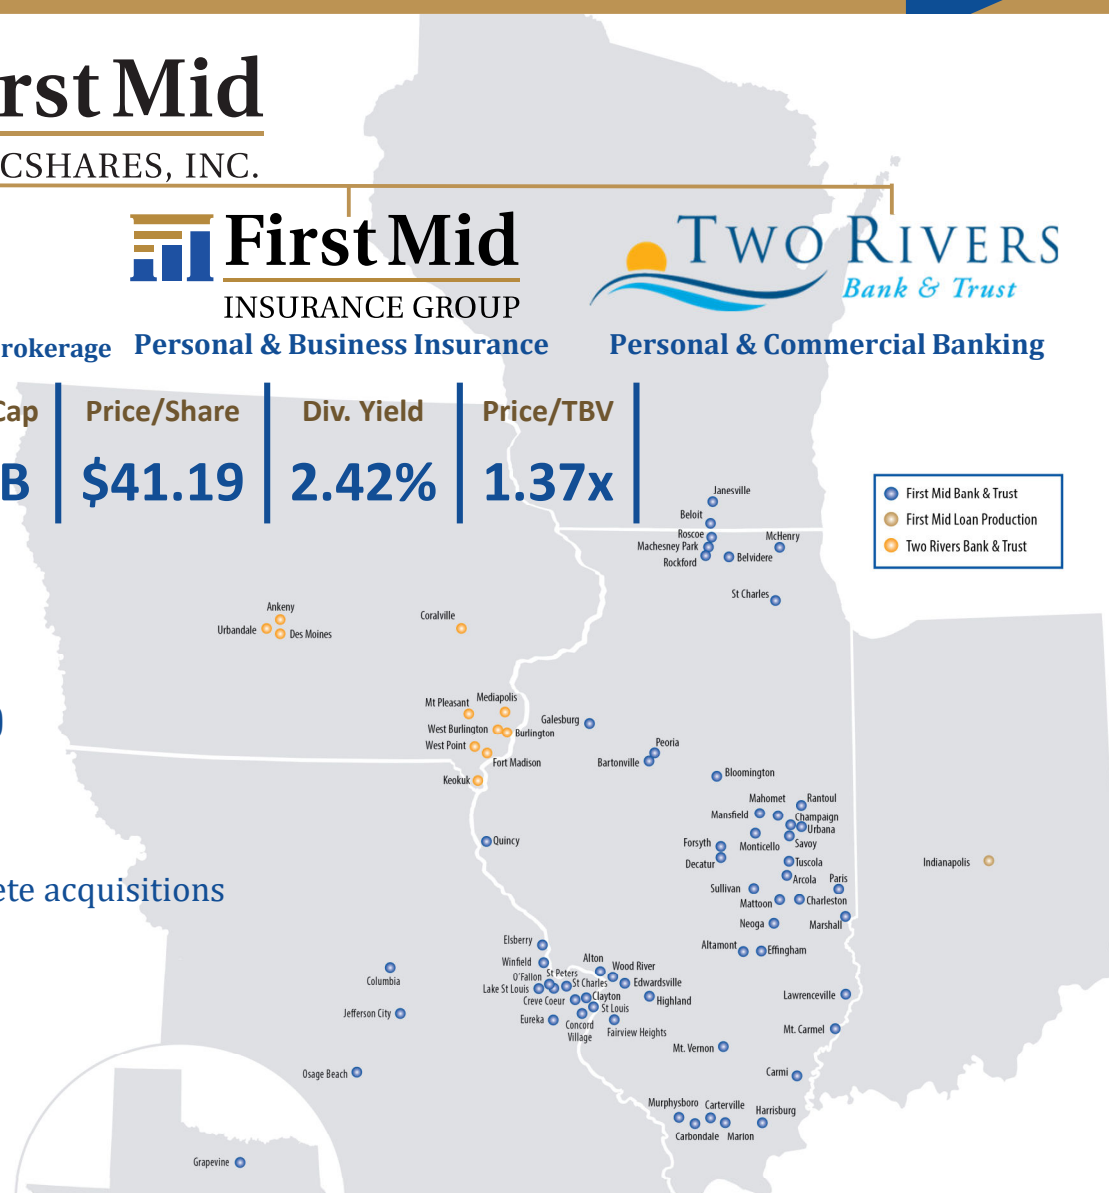 rst Mid
CSHARES, INC.
First Mid
INSURANCE GROUP
TWO RIVERS
Bank & Trust
rokerage
Personal & Business Insurance
Personal & Commercial Banking
Cap
Price/Share
Div. Yield
Price/TBV
B
$41.19
2.42%
1.37x
First Mid Bank & Trust
First Mid Loan Production
Two Rivers Bank & Trust
Janesville
Beloit
Roscoe
McHenry
Machesney Park
Belvidere
Rockford
St Charles
Ankeny
Urbandale
Des Moines
Coralville
Mt Pleasant
Mediapolis
West Burlington
Burlington
West Point
Fort Madison
Keokuk
Galesburg
Peoria
Bartonville
Bloomington
Mahomet
Rantoul
Mansfield
Champaign
Urbana
Monticello
Savoy
Forsyth
Decatur
Tuscola
Arcola
Paris
Sullivan
Mattoon
Charleston
Neoga
Marshall
Altamont
Effingham
Indianapolis
Quincy
ete acquisitions
Elsberry
Winfield
Alton
Wood River
O'Fallon
St Peters
St Charles
Edwardsville
Lake St Louis
Creve Coeur
Clayton
Highland
St Louis
Eureka
Concord
Village
Fairview Heights
Columbia
Jefferson City
Osage Beach
Lawrenceville
Mt. Carmel
Mt. Vernon
Carmi
Murphysboro
Carterville
Harrisburg
Carbondale
Marion
Grapevine